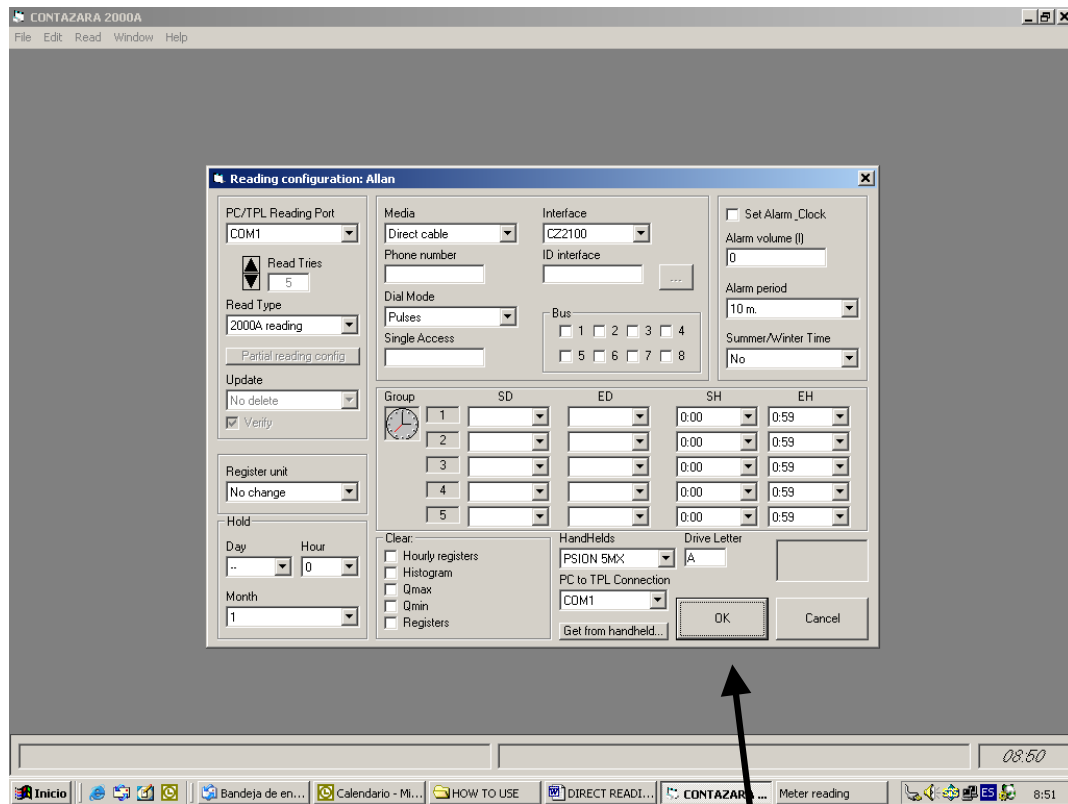 CONTAZARA 2000A
File Edit Read Window Help
Reading configuration: Allan
PC/TPL Reading Port
COM1
Read Tries
5
Read Type
2000A reading
Partial reading config
Update
No delete
Verify
Register unit
No change
Hold
Day Hour
-- 0
Month
1
Media
Direct cable
Phone number
Dial Mode
Pulses
Single Access
Interface
CZ2100
ID interface
...
Bus
1 2 3 4
5 6 7 8
Set Alarm_Clock
Alarm volume (l)
0
Alarm period
10 m.
Summer/Winter Time
No
Group SD ED SH EH
1 0:00 0:59
2 0:00 0:59
3 0:00 0:59
4 0:00 0:59
5 0:00 0:59
Clear:
Hourly registers
Histogram
Qmax
Qmin
Registers
HandHelds
PSION 5MX
Drive Letter
A
PC to TPL Connection
COM1
Get from handheld...
OK
Cancel
08:50
Inicio Bandeja de en... Calendario - Mi... HOW TO USE DIRECT READI... CONTAZARA ... Meter reading ES 8:51